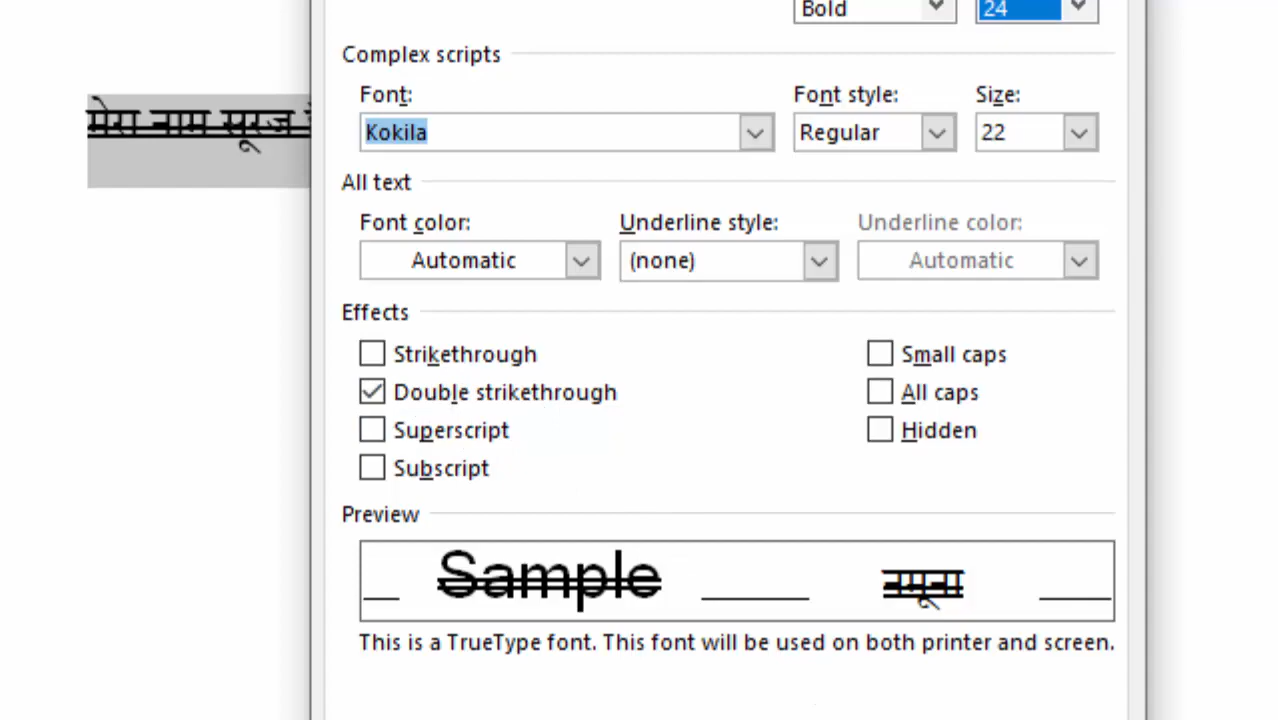 Bold 24
Complex scripts
Font: Font style: Size:
मेरा नाम सूरज
Kokila Regular 22
All text
Font color: Underline style: Underline color:
Automatic (none) Automatic
Effects
Strikethrough Small caps
Double strikethrough All caps
Superscript Hidden
Subscript
Preview
Sample नमूना
This is a TrueType font. This font will be used on both printer and screen.